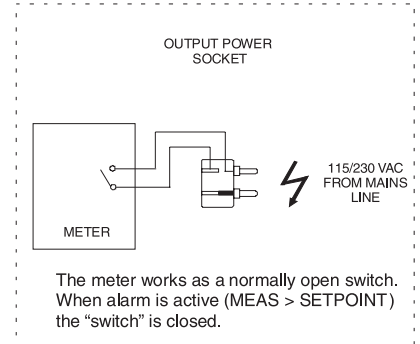 OUTPUT POWER
SOCKET
115/230 VAC
FROM MAINS
LINE
METER
The meter works as a normally open switch.
When alarm is active (MEAS > SETPOINT)
the “switch” is closed.